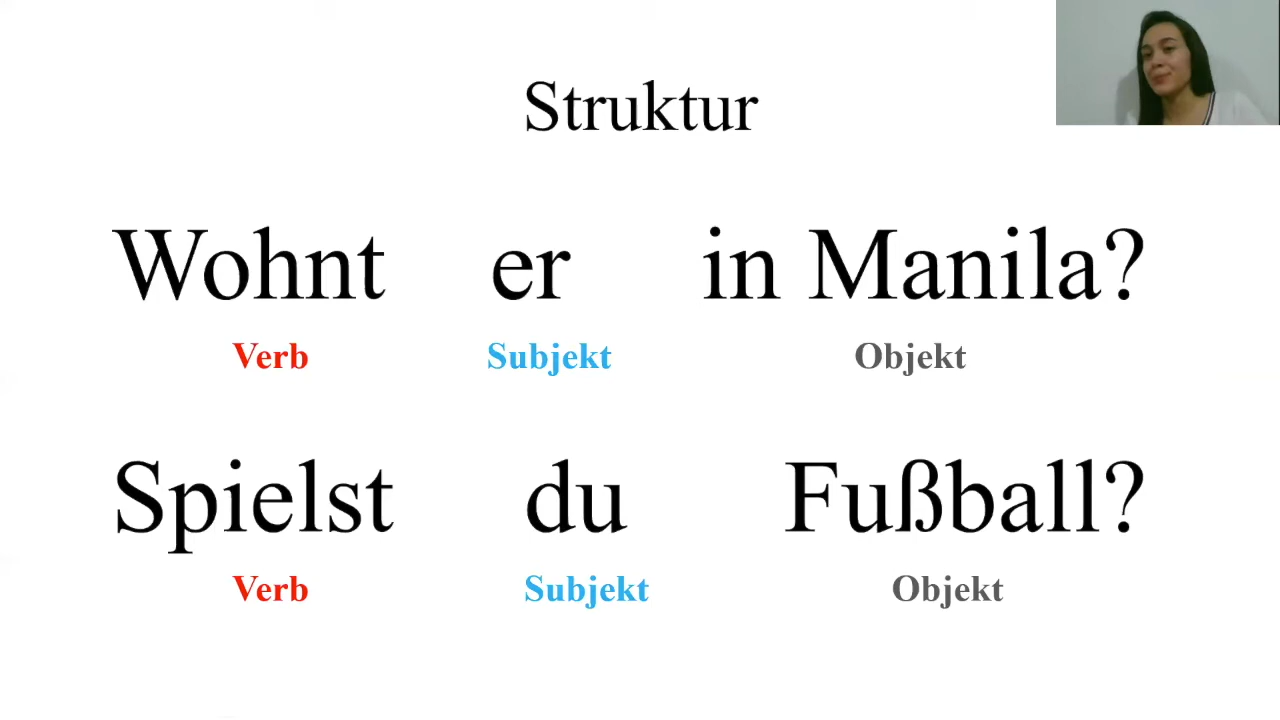 Struktur
Wohnt er in Manila?
Verb Subjekt Objekt
Spielst du Fußball?
Verb Subjekt Objekt